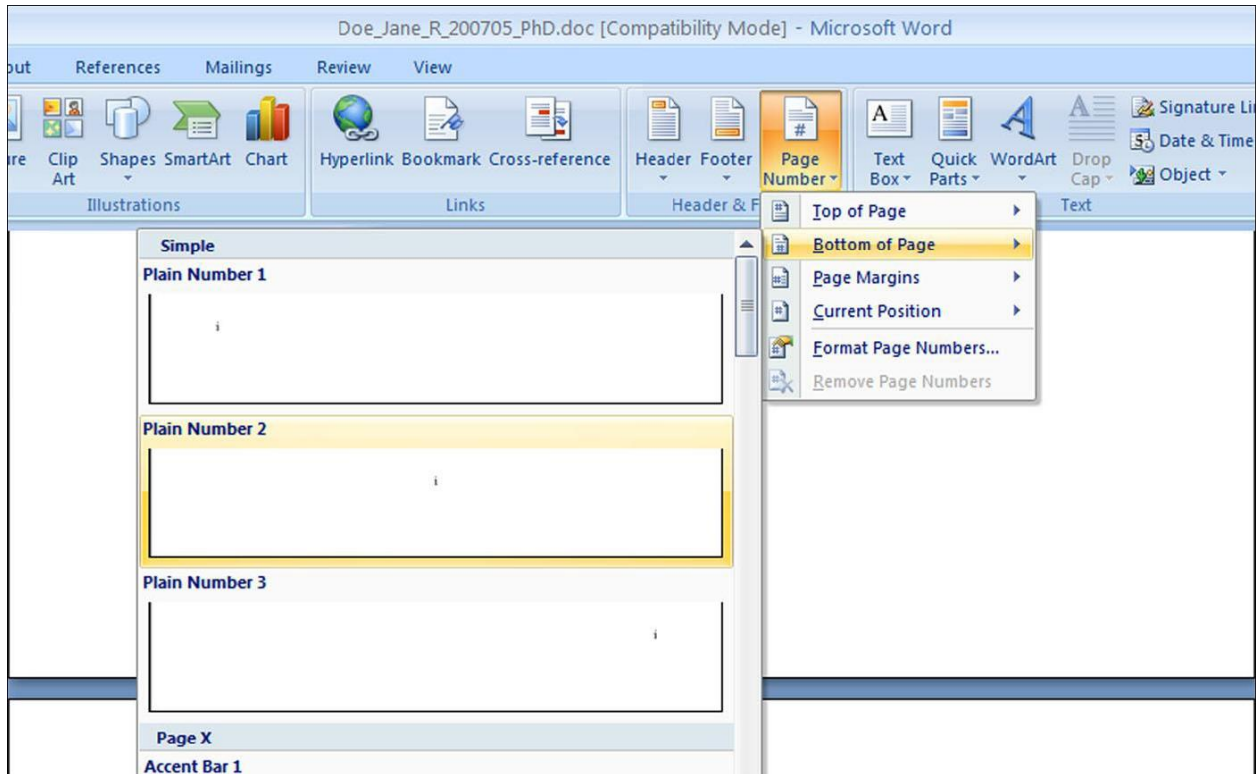 Doe_Jane_R_200705_PhD.doc [Compatibility Mode] - Microsoft Word
References Mailings Review View
Clip Art Shapes SmartArt Chart Hyperlink Bookmark Cross-reference Header Footer Page Number Text Box Quick Parts WordArt Drop Cap
Signature Li
Date & Time
Object
Illustrations Links Header & F Text
Top of Page
Bottom of Page
Page Margins
Current Position
Format Page Numbers...
Remove Page Numbers
Simple
Plain Number 1
i
Plain Number 2
i
Plain Number 3
i
Page X
Accent Bar 1